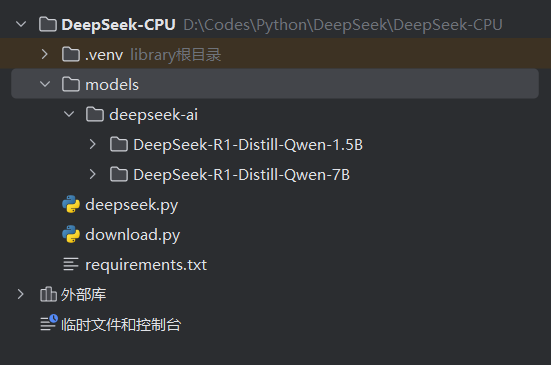 DeepSeek-CPU D:\Codes\Python\DeepSeek\DeepSeek-CPU
.venv library根目录
models
deepseek-ai
DeepSeek-R1-Distill-Qwen-1.5B
DeepSeek-R1-Distill-Qwen-7B
deepseek.py
download.py
requirements.txt
外部库
临时文件和控制台